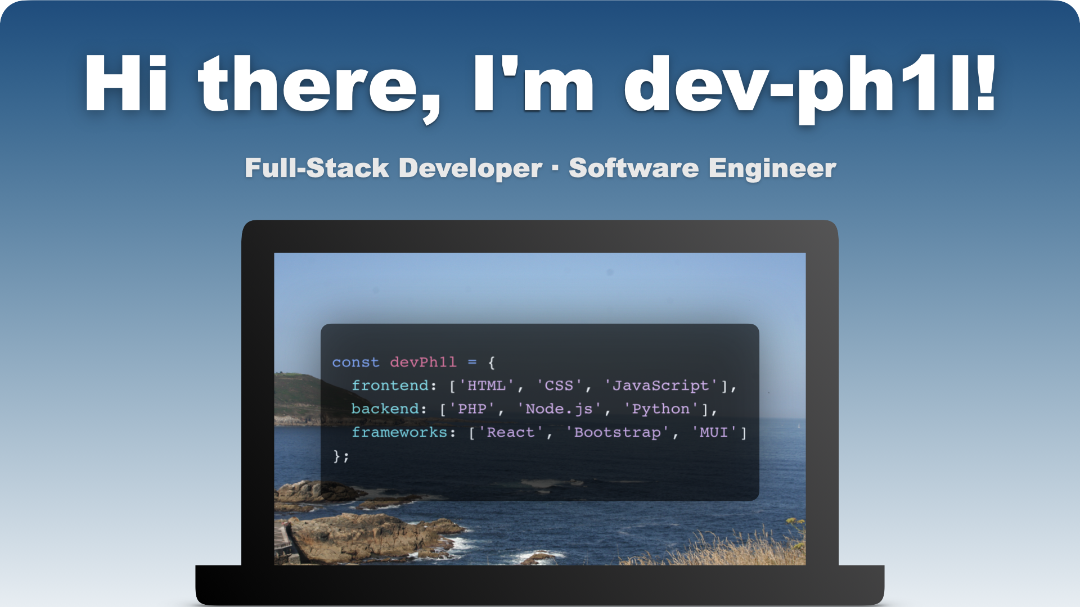 Hi there, I'm dev-ph1l!
Full-Stack Developer · Software Engineer
const devPh1l = {
  frontend: ['HTML', 'CSS', 'JavaScript'],
  backend: ['PHP', 'Node.js', 'Python'],
  frameworks: ['React', 'Bootstrap', 'MUI']
};